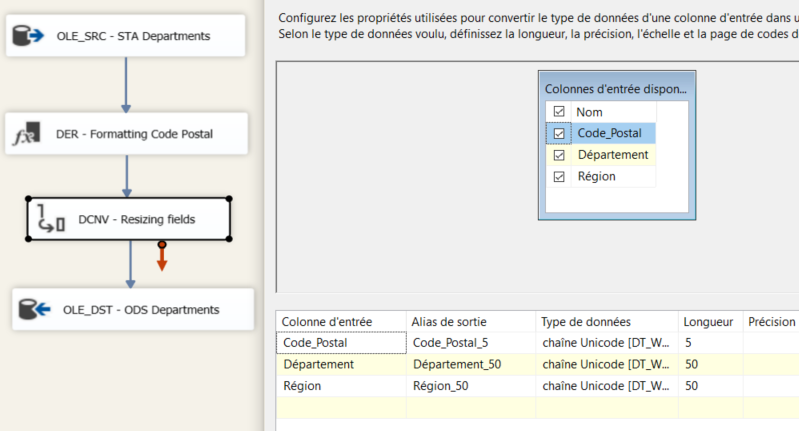 OLE_SRC - STA Departments
DER - Formatting Code Postal
DCNV - Resizing fields
OLE_DST - ODS Departments
Configurez les propriétés utilisées pour convertir le type de données d'une colonne d'entrée dans u
Selon le type de données voulu, définissez la longueur, la précision, l'échelle et la page de codes d
Colonnes d'entrée dispon...
Nom
Code_Postal
Département
Région
Colonne d'entrée Alias de sortie Type de données Longueur Précision
Code_Postal Code_Postal_5 chaîne Unicode [DT_W... 5
Département Département_50 chaîne Unicode [DT_W... 50
Région Région_50 chaîne Unicode [DT_W... 50